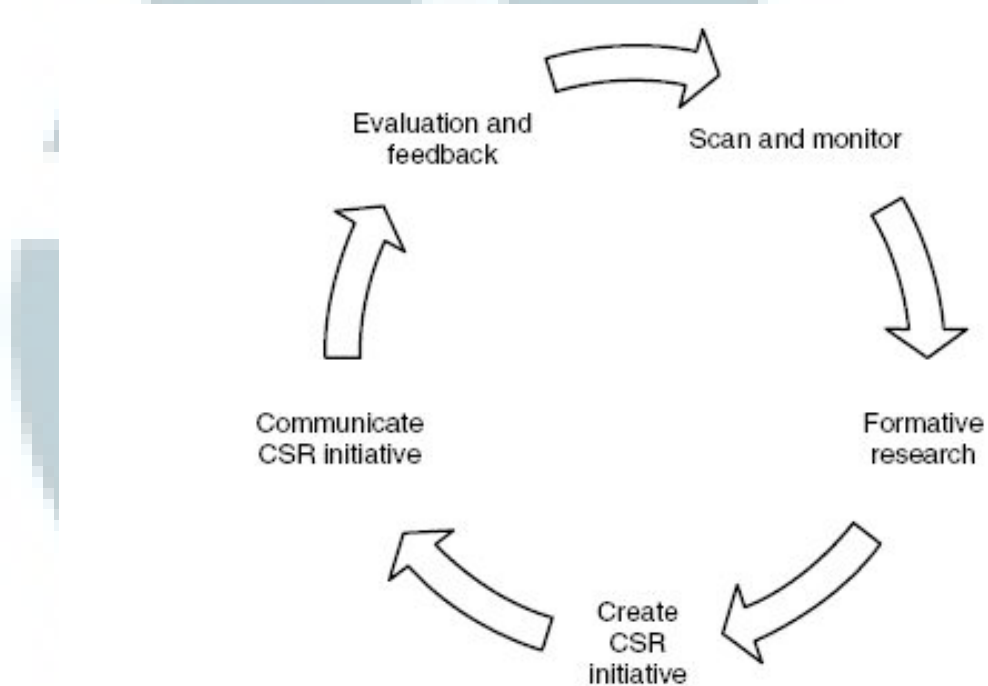 Evaluation and
feedback
Scan and monitor
Formative
research
Create
CSR
initiative
Communicate
CSR initiative